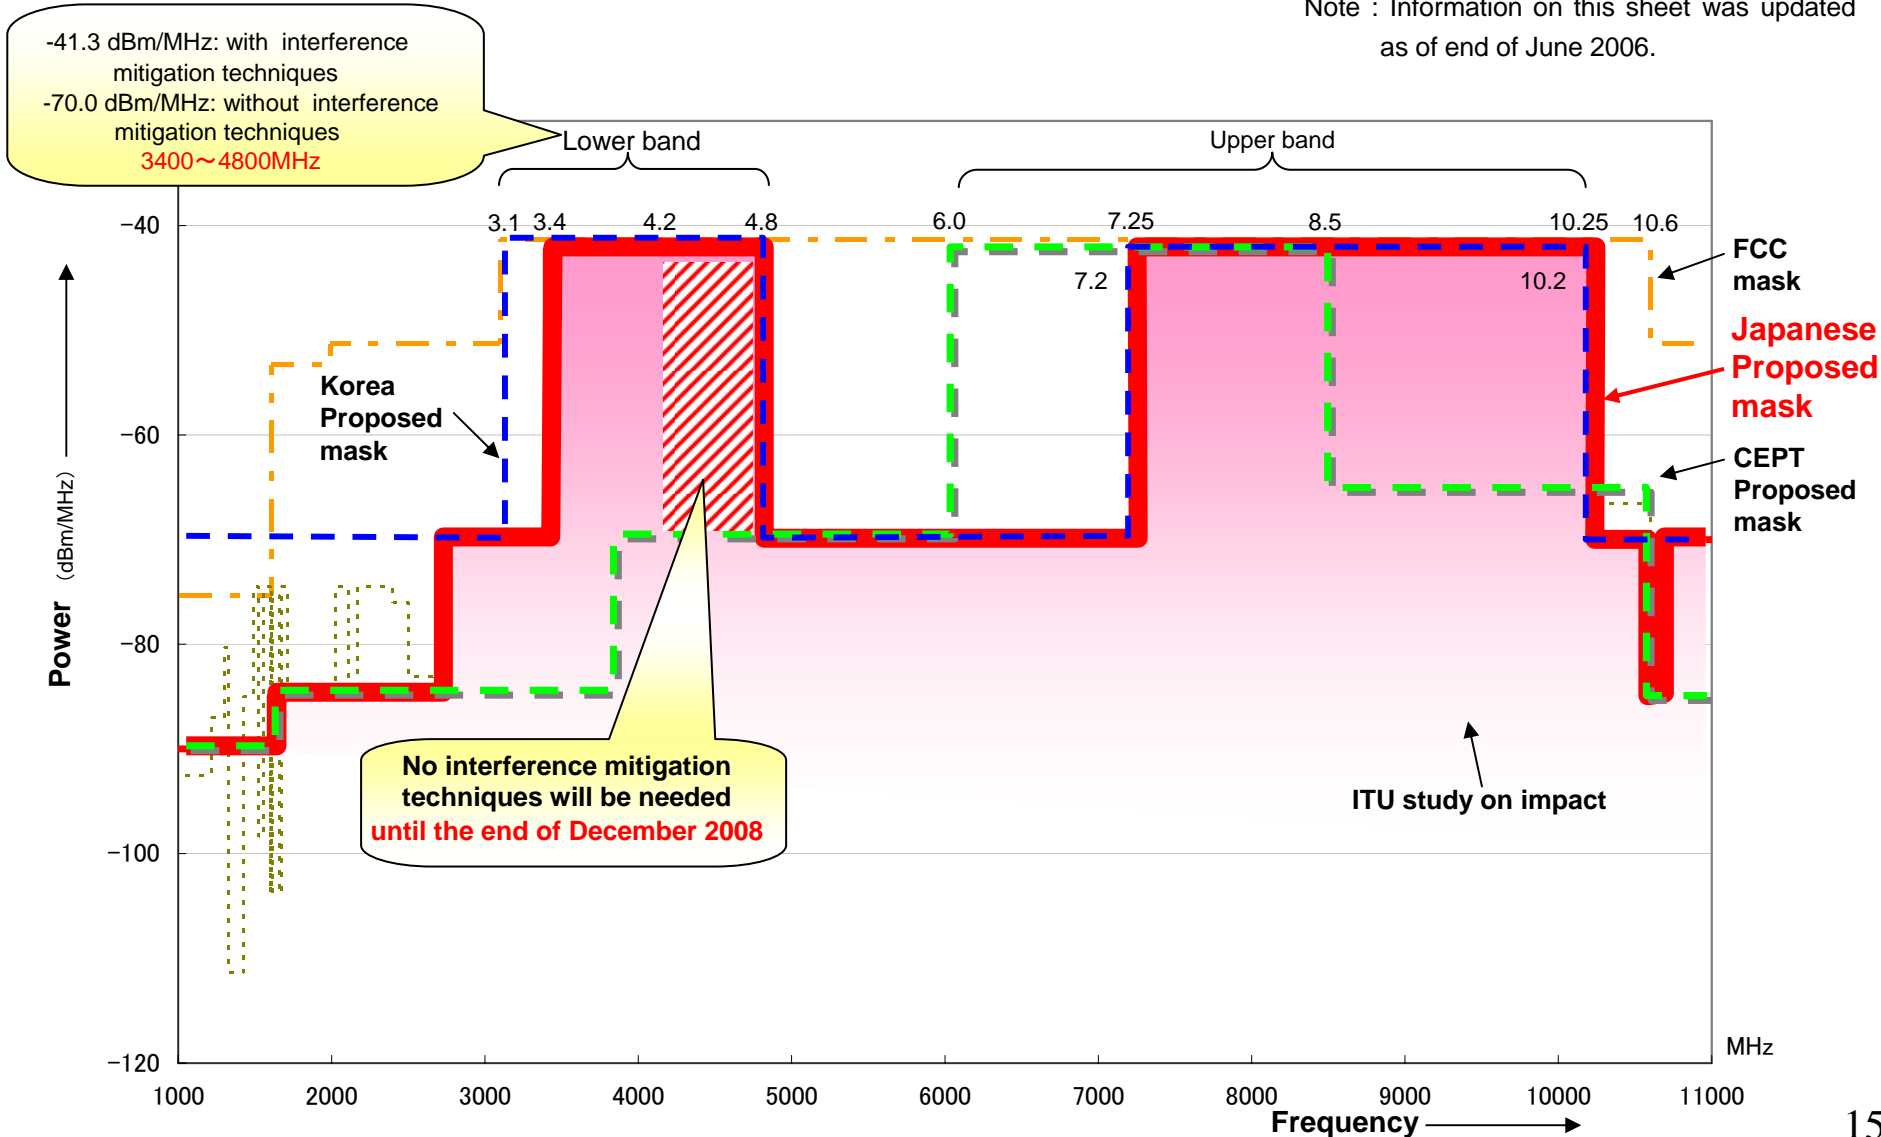 Note : Information on this sheet was updated
as of end of June 2006.
-41.3 dBm/MHz: with interference
mitigation techniques
-70.0 dBm/MHz: without interference
mitigation techniques
3400～4800MHz
Lower band
Upper band
3.1
3.4
4.2
4.8
6.0
7.25
8.5
10.25
10.6
7.2
10.2
FCC
mask
Japanese
Proposed
mask
CEPT
Proposed
mask
Korea
Proposed
mask
No interference mitigation
techniques will be needed
until the end of December 2008
ITU study on impact
Power （dBm/MHz）
-40
-60
-80
-100
-120
1000
2000
3000
4000
5000
6000
7000
8000
9000
10000
11000
MHz
Frequency
15